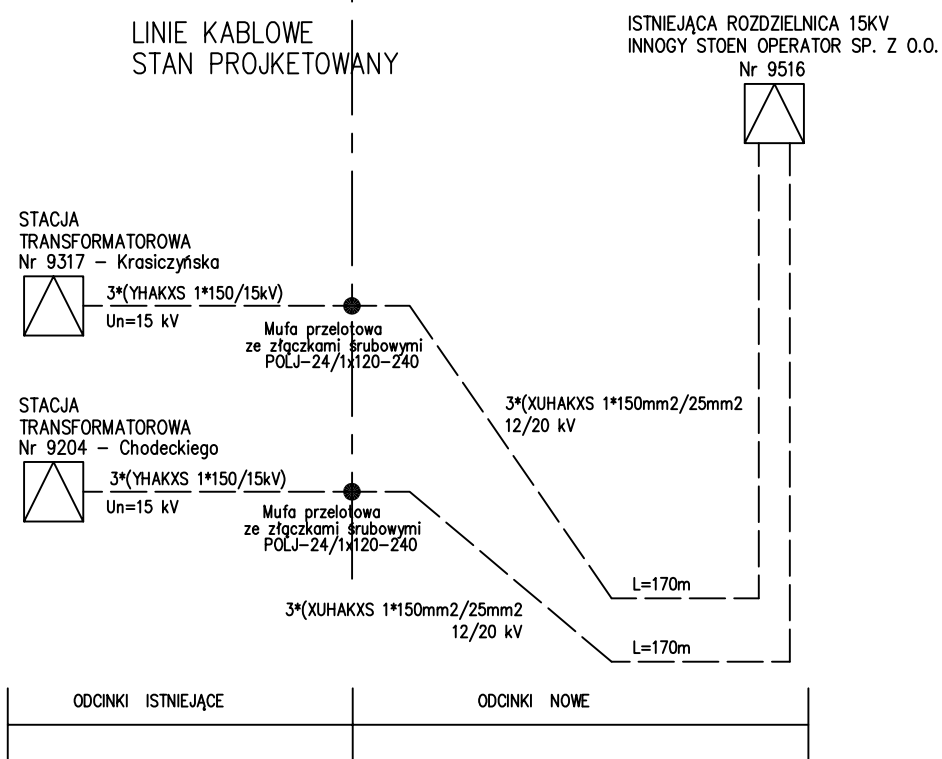 LINIE KABLOWE
STAN PROJKETOWANY
ISTNIEJĄCA ROZDZIELNICA 15KV
INNOGY STOEN OPERATOR SP. Z O.O.
Nr 9516
STACJA
TRANSFORMATOROWA
Nr 9317 – Krasiczyńska
3*(YHAKXS 1*150/15kV)
Un=15 kV
Mufa przelotowa
ze złączkami śrubowymi
POLJ-24/1x120-240
3*(XUHAKXS 1*150mm2/25mm2
12/20 kV
STACJA
TRANSFORMATOROWA
Nr 9204 – Chodeckiego
3*(YHAKXS 1*150/15kV)
Un=15 kV
Mufa przelotowa
ze złączkami śrubowymi
POLJ-24/1x120-240
L=170m
3*(XUHAKXS 1*150mm2/25mm2
12/20 kV
L=170m
ODCINKI ISTNIEJĄCE
ODCINKI NOWE